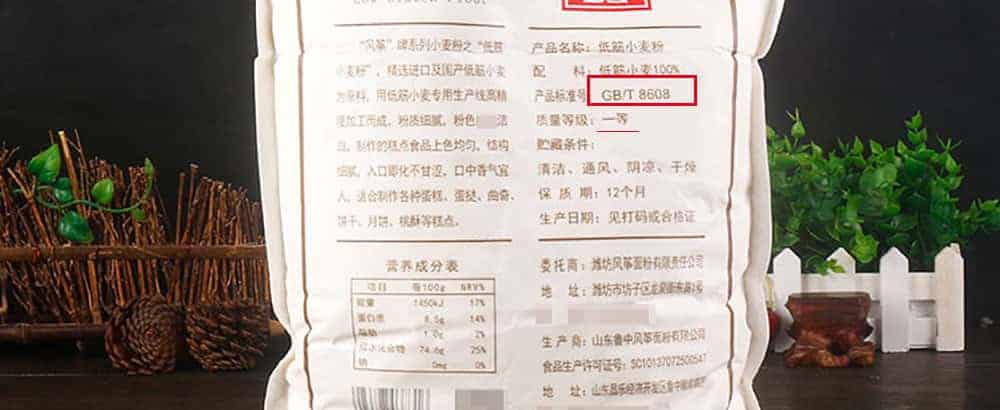 “风筝”牌系列小麦粉之“低筋
小麦粉”，精选进口及国产低筋小麦
为原料，用低筋小麦专用生产线高精
度加工而成，粉质细腻，粉色 洁
白，制作的糕点食品上色均匀，结构
细腻，入口即化不甘涩，口中香气宜
人，适合制作各种蛋糕、蛋挞、曲奇、
饼干、月饼、桃酥等糕点。
营养成分表
项目 每100g NRV%
能量 1450kJ 17%
蛋白质 8.5g 14%
脂肪 1.0g 2%
碳水化合物 74.6g 25%
钠 0mg 0%
产品名称：低筋小麦粉
配 料：低筋小麦100%
产品标准号：GB/T 8608
质量等级：一等
贮藏条件：
清洁、通风、阴凉、干燥
保 质 期：12个月
生产日期：见打码或合格证
委 托 商：潍坊风筝面粉有限责任公司
地 址：潍坊市坊子区北海路 号
生 产 商：山东鲁中风筝面粉有限公司
食品生产许可证号：SC10137072500547
地 址：山东昌乐经济开发区